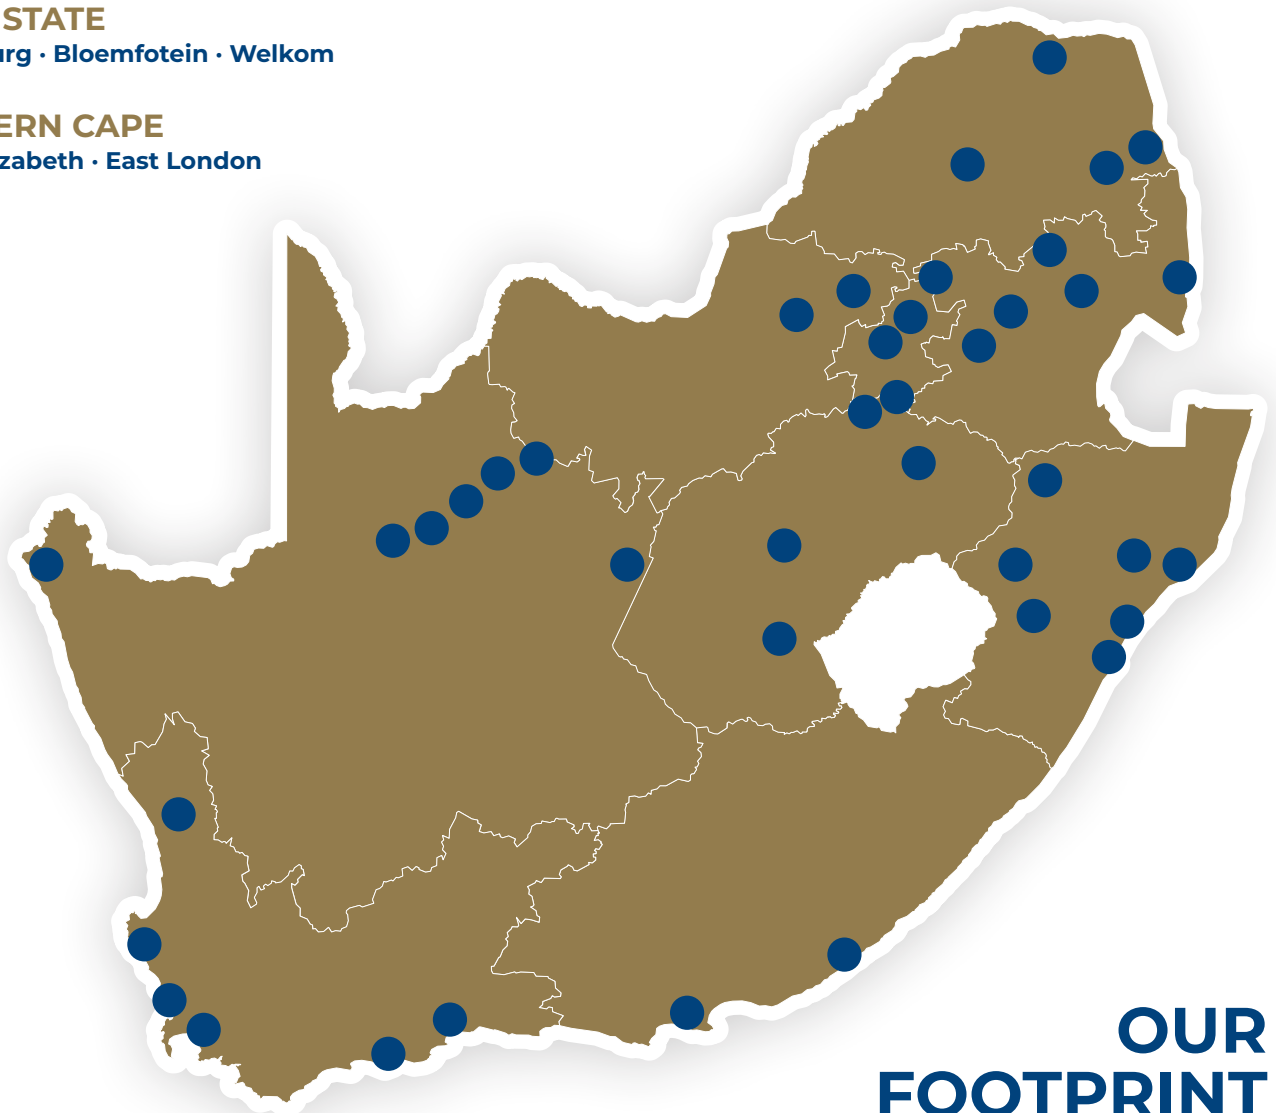 STATE
urg · Bloemfotein · Welkom
ERN CAPE
zabeth · East London
OUR
FOOTPRINT